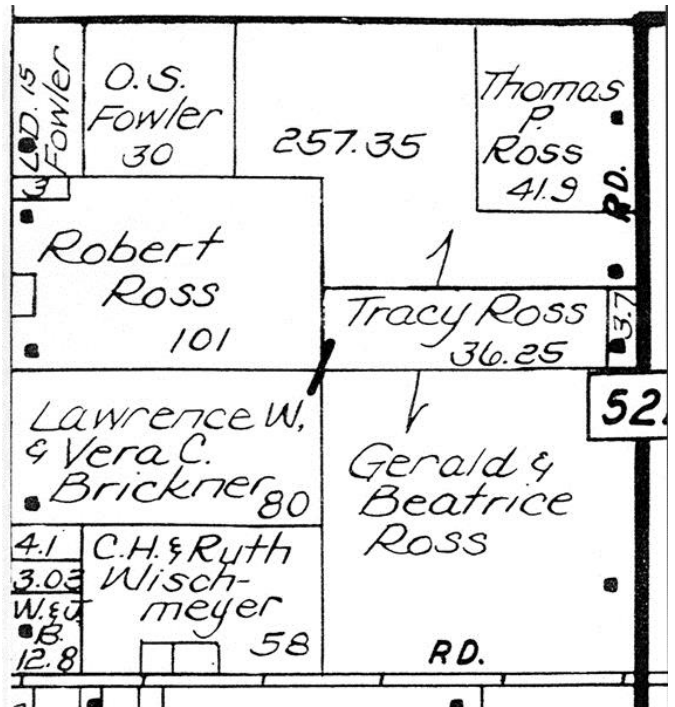 L.D. 15
Fowler
O.S.
Fowler
30
257.35
Thomas
P.
Ross
41.9
RD.
3
Robert
Ross
101
Tracy Ross
36.25
3.7
52
Lawrence W.
& Vera C.
Brickner
80
Gerald &
Beatrice
Ross
4.1
3.03
W. & J.
B.
12.8
C.H. & Ruth
Wisch-
meyer
58
RD.